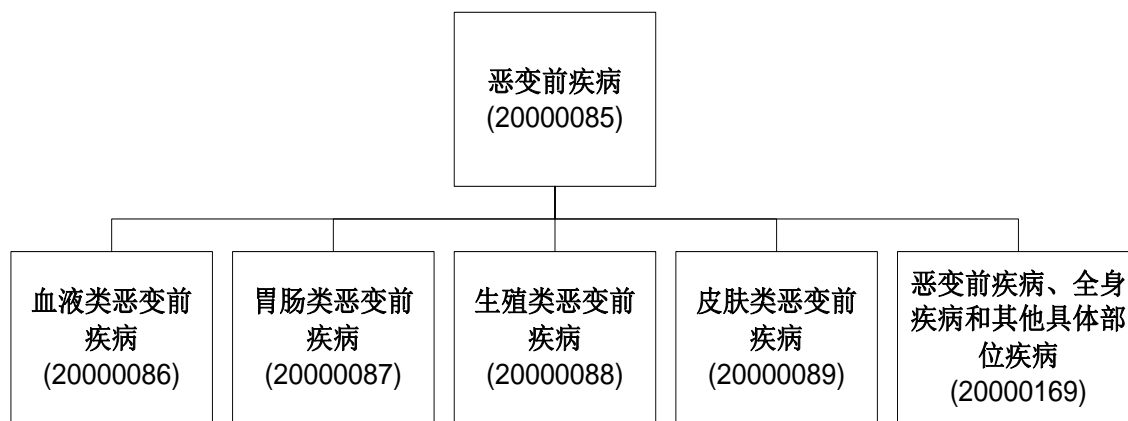 恶变前疾病
(20000085)
血液类恶变前
疾病
(20000086)
胃肠类恶变前
疾病
(20000087)
生殖类恶变前
疾病
(20000088)
皮肤类恶变前
疾病
(20000089)
恶变前疾病、全身
疾病和其他具体部
位疾病
(20000169)